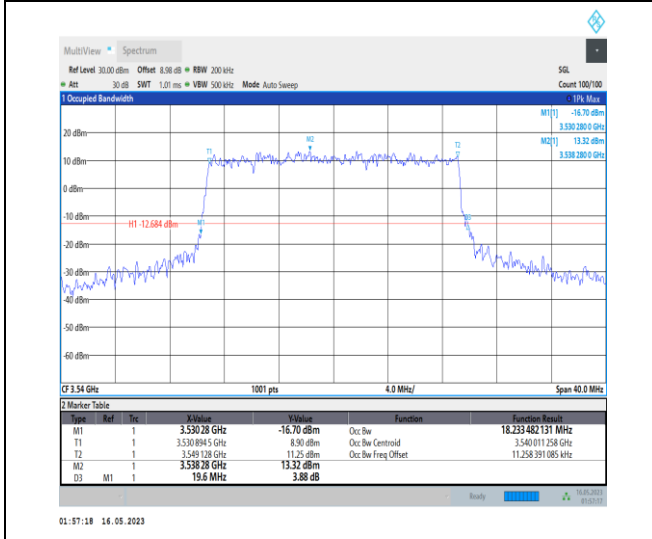 MultiView Spectrum
Ref Level 30.00 dBm Offset 8.98 dB RBW 200 kHz SGL
Att 30 dB SWT 1.01 ms VBW 500 kHz Mode Auto Sweep Count 100/100
1 Occupied Bandwidth 1Pk Max
M1[1] -16.70 dBm
3.530 280 0 GHz
M2[1] 13.32 dBm
3.538 280 0 GHz
20 dBm
M2
T1
T2
10 dBm
0 dBm
-10 dBm
H1 -12.684 dBm
M1
-20 dBm
-30 dBm
-40 dBm
-50 dBm
-60 dBm
CF 3.54 GHz 1001 pts 4.0 MHz/ Span 40.0 MHz
2 Marker Table
Type Ref Trc X-Value Y-Value Function Function Result
M1 1 3.53028 GHz -16.70 dBm Occ Bw 18.233 482 131 MHz
T1 1 3.530 894 5 GHz 8.90 dBm Occ Bw Centroid 3.540 011 258 GHz
T2 1 3.549 128 GHz 11.25 dBm Occ Bw Freq Offset 11.258 391 085 kHz
M2 1 3.538 28 GHz 13.32 dBm
D3 M1 1 19.6 MHz 3.88 dB
Ready 16.05.2023
01:57:17
01:57:18 16.05.2023